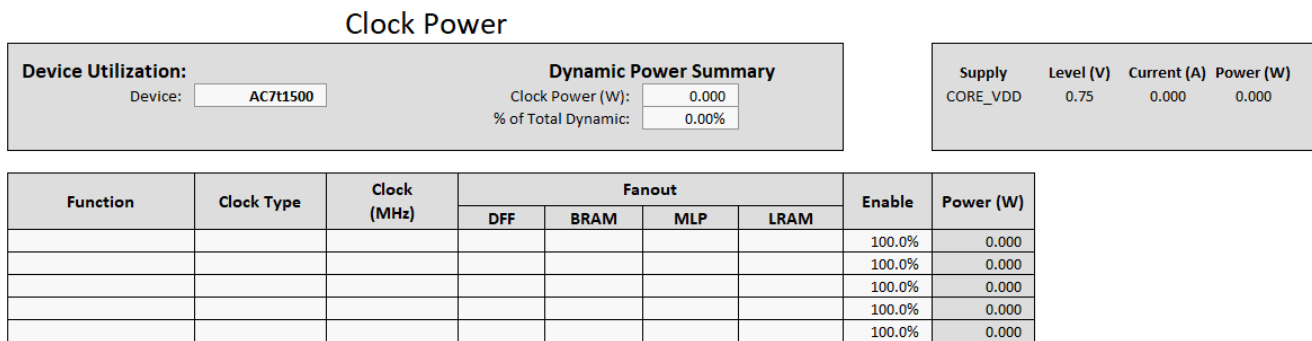 Clock Power
Device Utilization:
Device: AC7t1500
Dynamic Power Summary
Clock Power (W): 0.000
% of Total Dynamic: 0.00%
Supply Level (V) Current (A) Power (W)
CORE_VDD 0.75 0.000 0.000
Function Clock Type Clock (MHz) Fanout Enable Power (W)
DFF BRAM MLP LRAM
100.0% 0.000
100.0% 0.000
100.0% 0.000
100.0% 0.000
100.0% 0.000